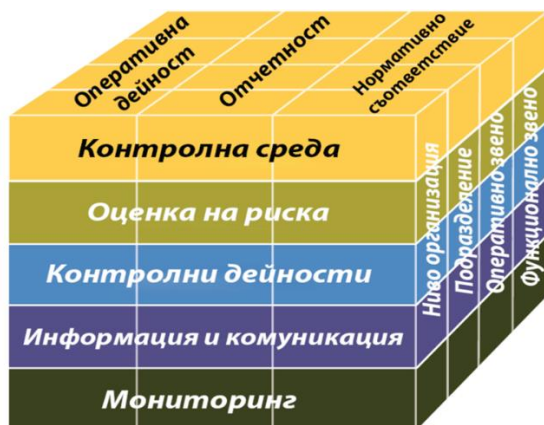 Оперативна
дейност
Отчетност
Нормативно
съответствие
Контролна среда
Оценка на риска
Контролни дейности
Информация и комуникация
Мониторинг
Ниво организация
Подразделение
Оперативно звено
Функционално звено